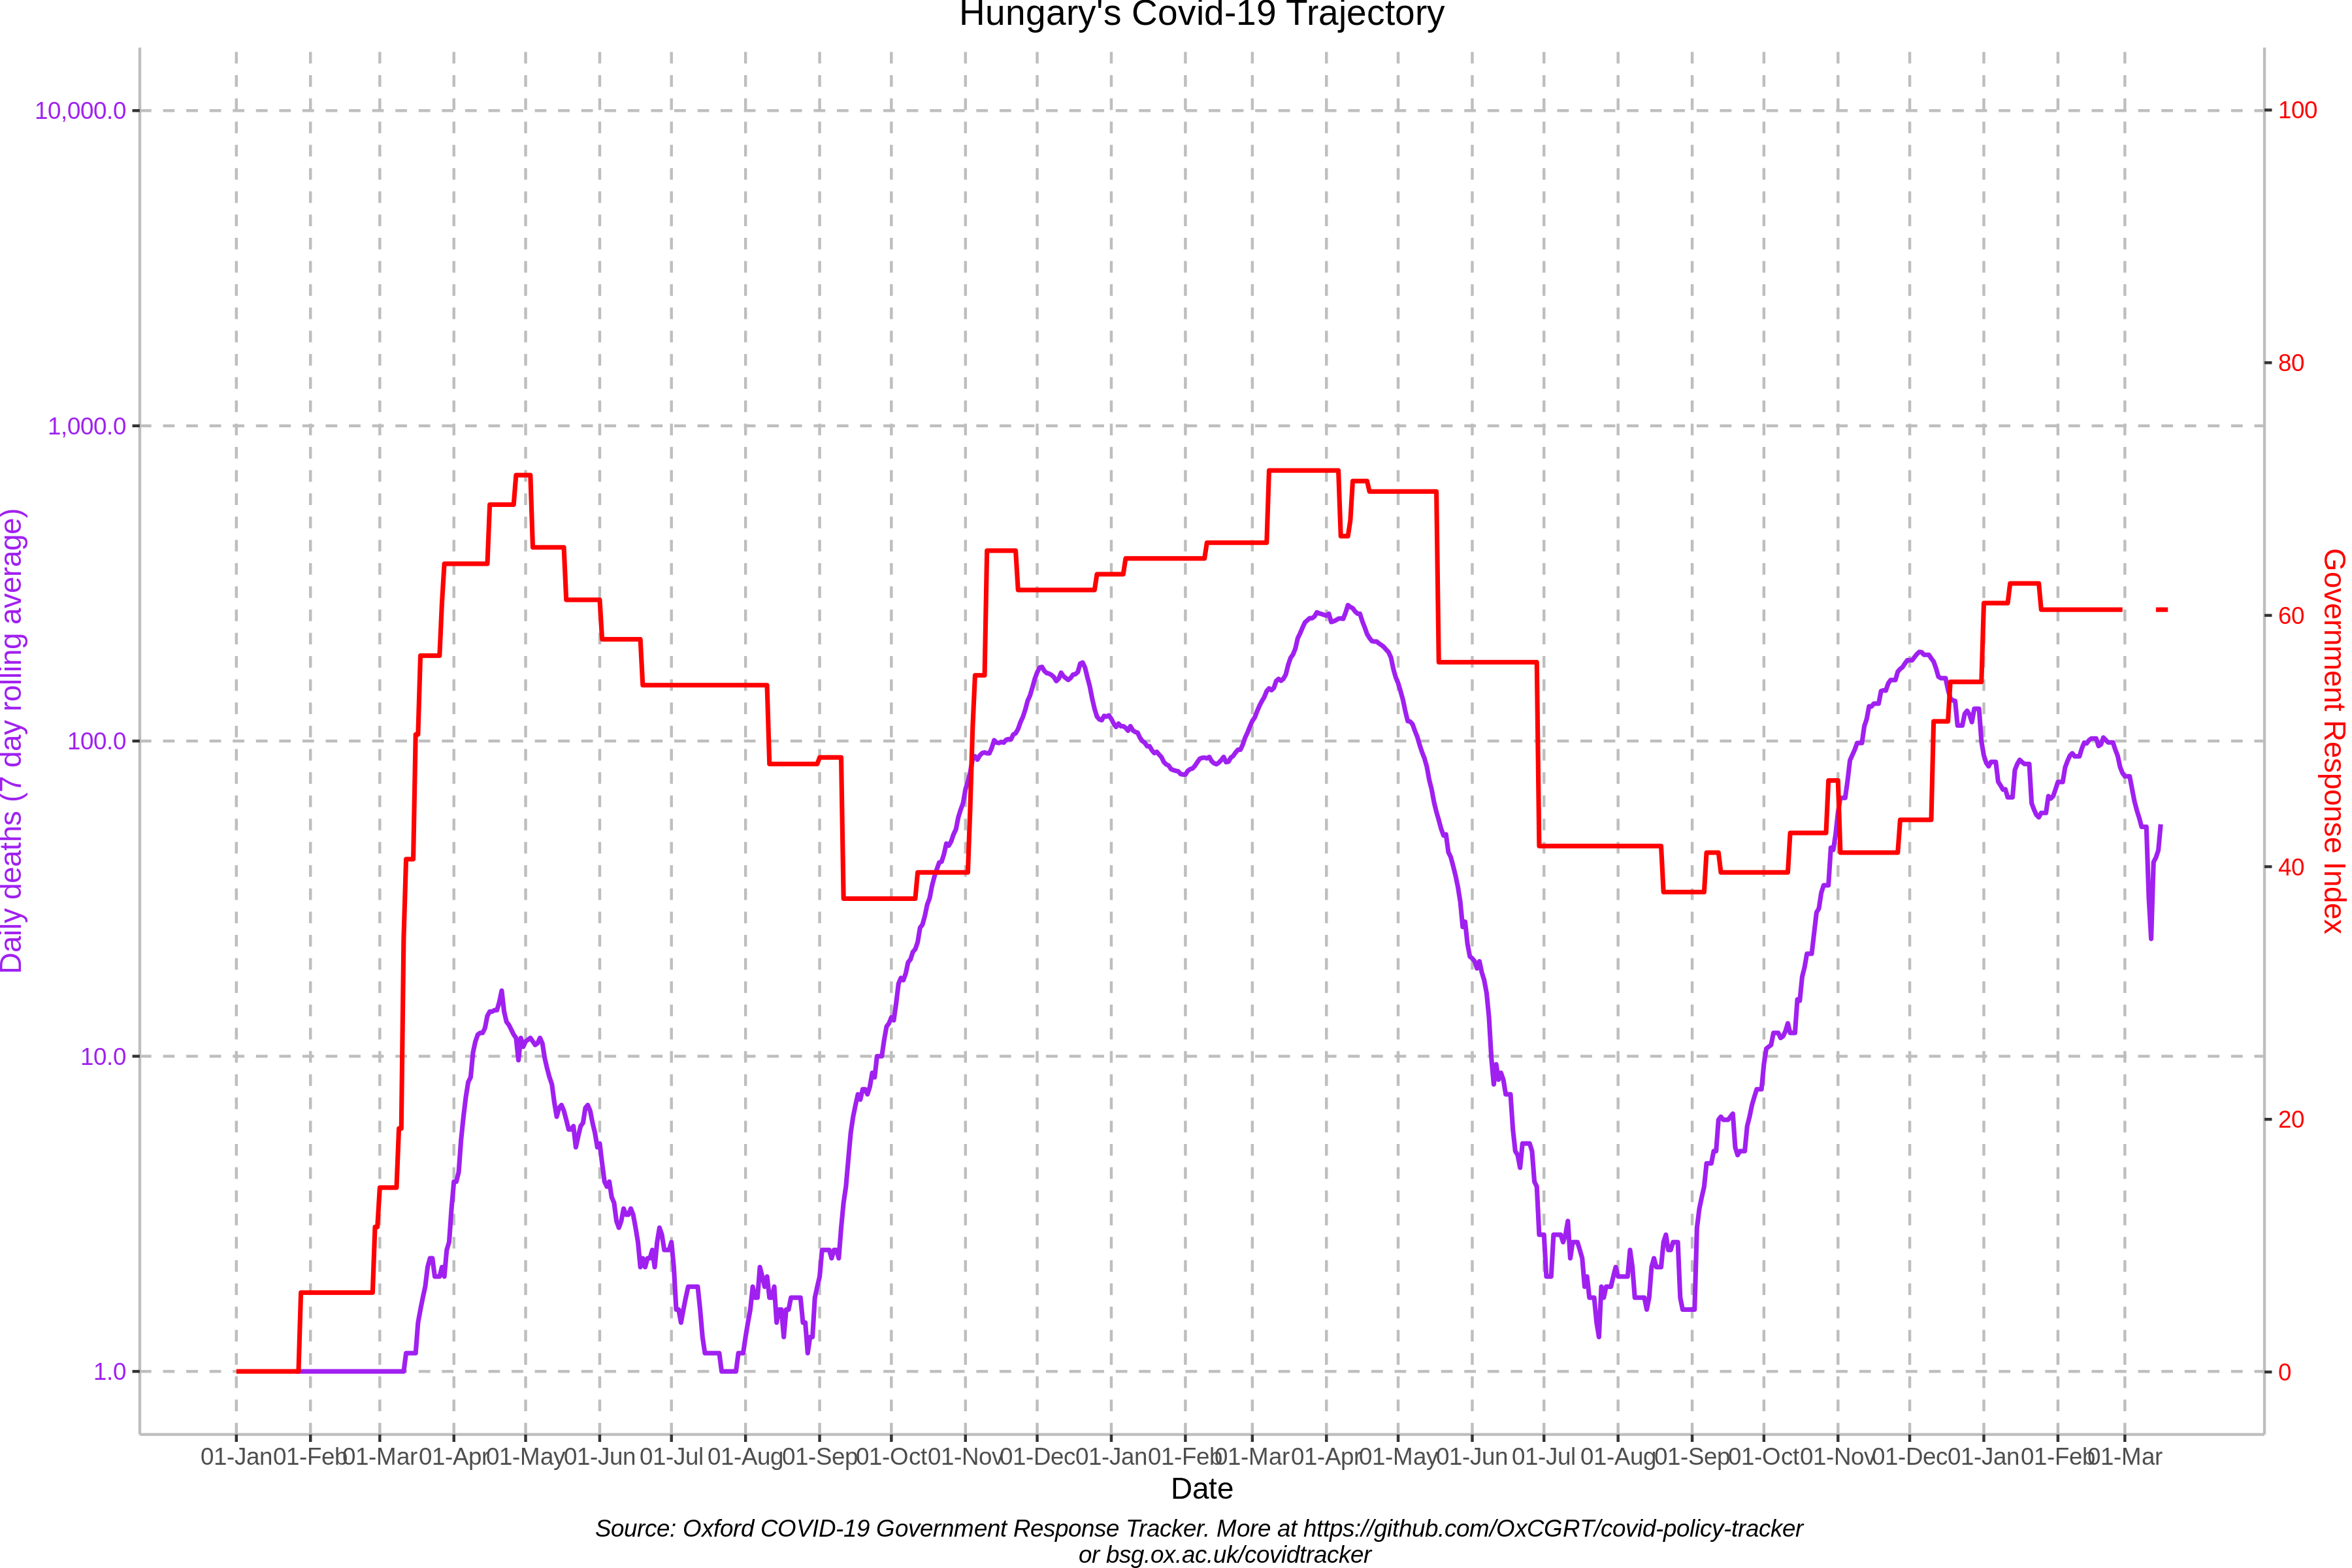 Hungary's Covid-19 Trajectory
10,000.0
1,000.0
100.0
10.0
1.0
Daily deaths (7 day rolling average)
100
80
60
40
20
0
Government Response Index
01-Jan 01-Feb 01-Mar 01-Apr 01-May 01-Jun 01-Jul 01-Aug 01-Sep 01-Oct 01-Nov 01-Dec 01-Jan 01-Feb 01-Mar 01-Apr 01-May 01-Jun 01-Jul 01-Aug 01-Sep 01-Oct 01-Nov 01-Dec 01-Jan 01-Feb 01-Mar
Date
Source: Oxford COVID-19 Government Response Tracker. More at https://github.com/OxCGRT/covid-policy-tracker
or bsg.ox.ac.uk/covidtracker